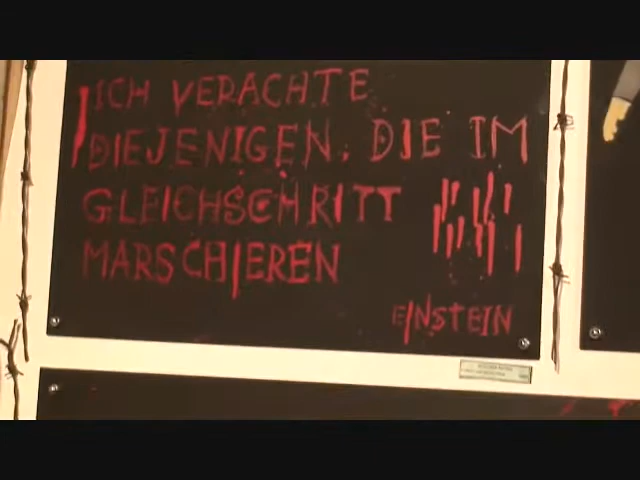 ICH VERACHTE
DIEJENIGEN, DIE IM
GLEICHSCHRITT
MARSCHIEREN
EINSTEIN